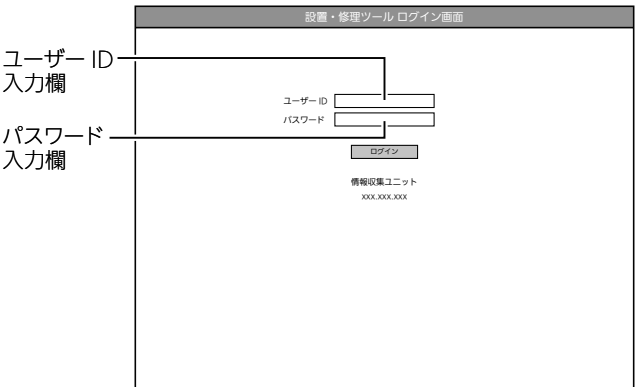 設置・修理ツール ログイン画面
ユーザー ID
入力欄
ユーザー ID
パスワード
パスワード
入力欄
ログイン
情報収集ユニット
xxx.xxx.xxx